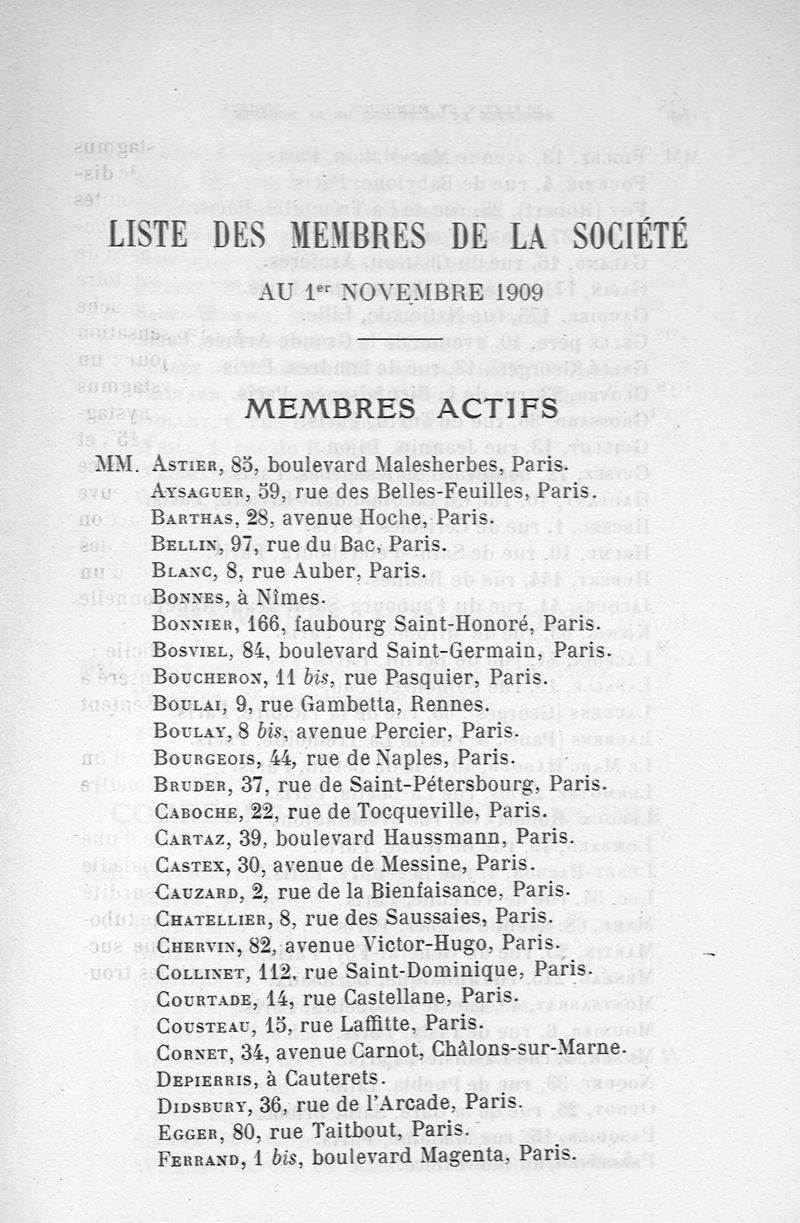 LISTE DES MEMBRES DE LA SOCIÉTÉ
AU 1er NOVEMBRE 1909
MEMBRES ACTIFS
MM. Astier, 85, boulevard Malesherbes, Paris.
Aysaguer, 59, rue des Belles-Feuilles, Paris.
Barthas, 28, avenue Hoche, Paris.
Bellin, 97, rue du Bac, Paris.
Blanc, 8, rue Auber, Paris.
Bonnes, à Nîmes.
Bonnier, 166, faubourg Saint-Honoré, Paris.
Bosviel, 84, boulevard Saint-Germain, Paris.
Boucheron, 11 bis, rue Pasquier, Paris.
Boulai, 9, rue Gambetta, Rennes.
Boulay, 8 bis, avenue Percier, Paris.
Bourgeois, 44, rue de Naples, Paris.
Bruder, 37, rue de Saint-Pétersbourg, Paris.
Caboche, 22, rue de Tocqueville, Paris.
Cartaz, 39, boulevard Haussmann, Paris.
Castex, 30, avenue de Messine, Paris.
Cauzard, 2, rue de la Bienfaisance, Paris.
Chatellier, 8, rue des Saussaies, Paris.
Chervin, 82, avenue Victor-Hugo, Paris.
Collinet, 112, rue Saint-Dominique, Paris.
Courtade, 14, rue Castellane, Paris.
Cousteau, 15, rue Laffitte, Paris.
Cornet, 34, avenue Carnot, Châlons-sur-Marne.
Depierris, à Cauterets.
Didsbury, 36, rue de l'Arcade, Paris.
Egger, 80, rue Taitbout, Paris.
Ferrand, 1 bis, boulevard Magenta, Paris.